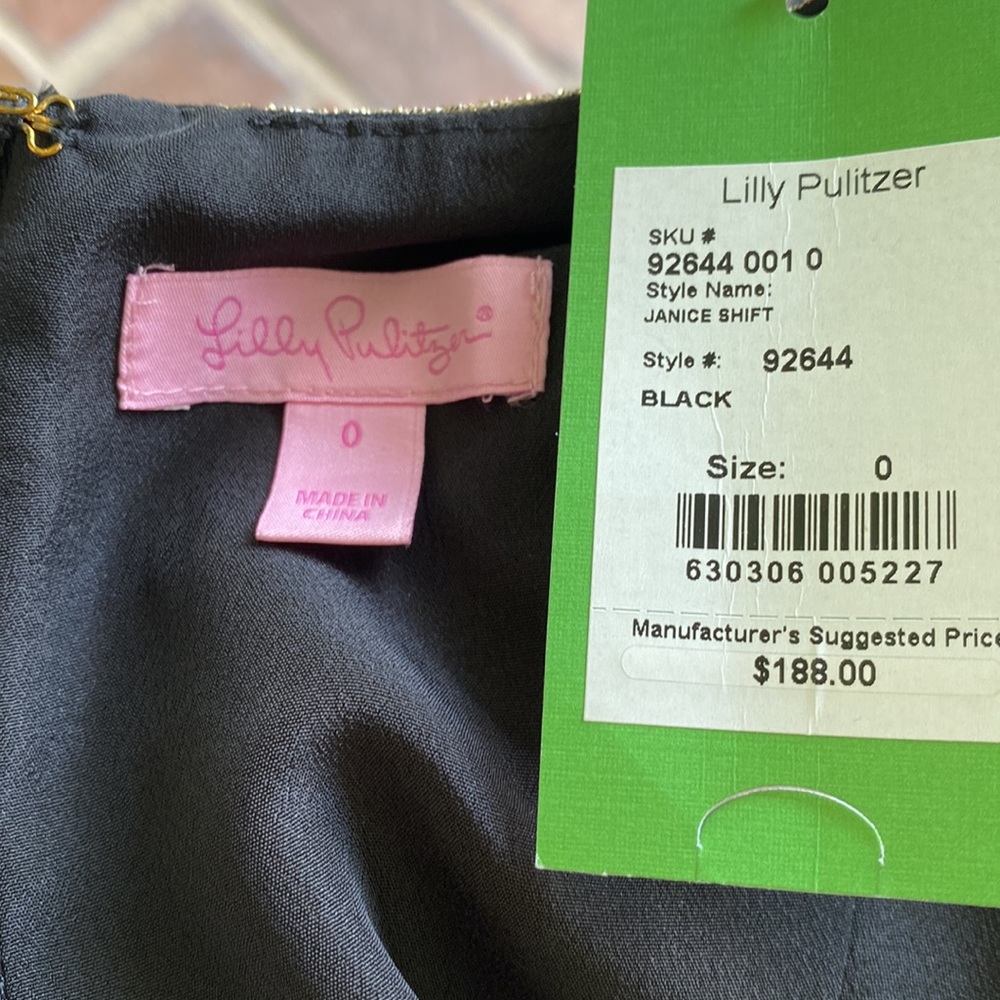 Lilly Pulitzer®
0
MADE IN
CHINA
Lilly Pulitzer
SKU #
92644 001 0
Style Name:
JANICE SHIFT
Style #: 92644
BLACK
Size: 0
630306 005227
Manufacturer's Suggested Price
$188.00